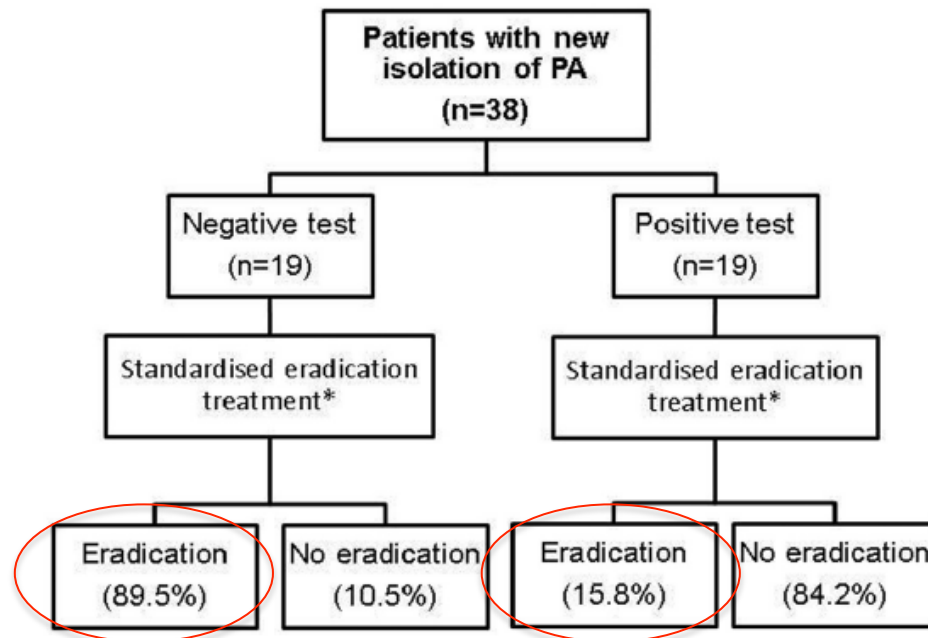 Patients with new
isolation of PA
(n=38)
Negative test
(n=19)
Positive test
(n=19)
Standardised eradication
treatment*
Standardised eradication
treatment*
Eradication
(89.5%)
No eradication
(10.5%)
Eradication
(15.8%)
No eradication
(84.2%)